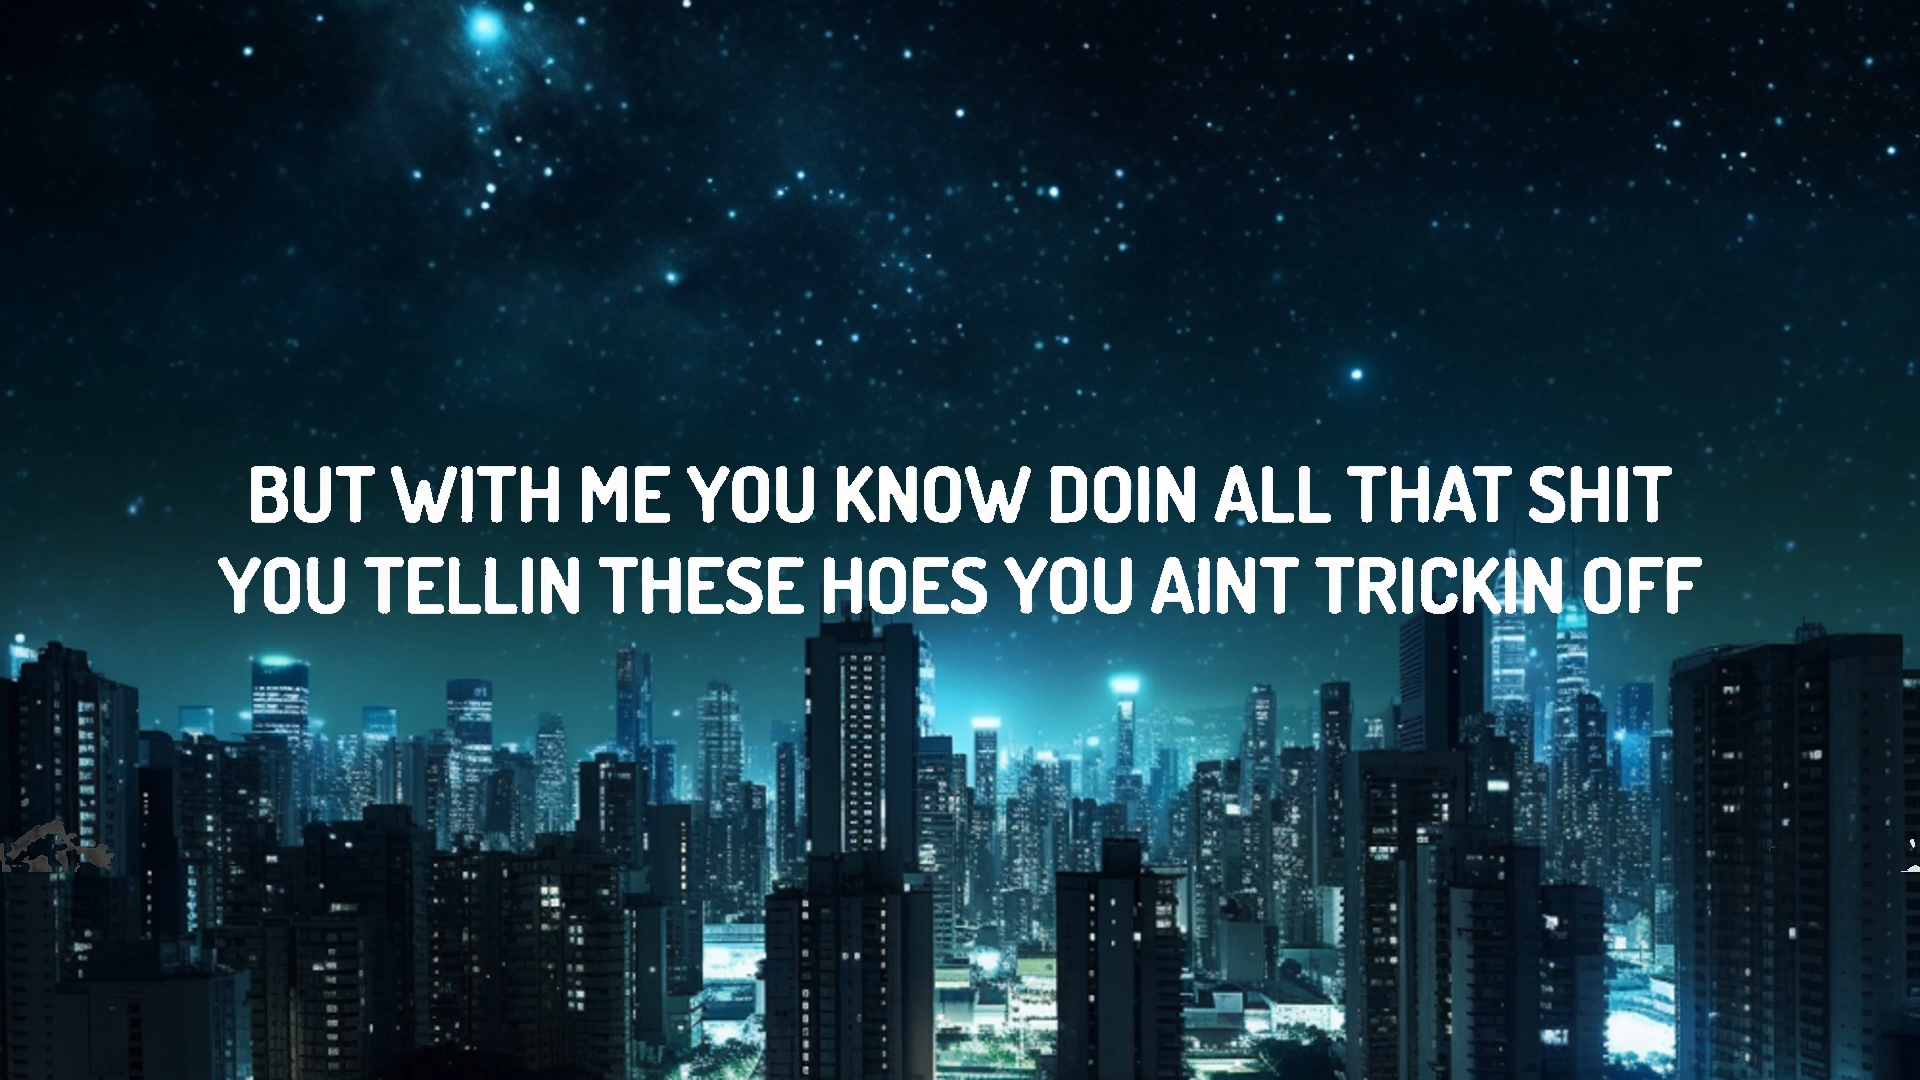 BUT WITH ME YOU KNOW DOIN ALL THAT SHIT
YOU TELLIN THESE HOES YOU AINT TRICKIN OFF